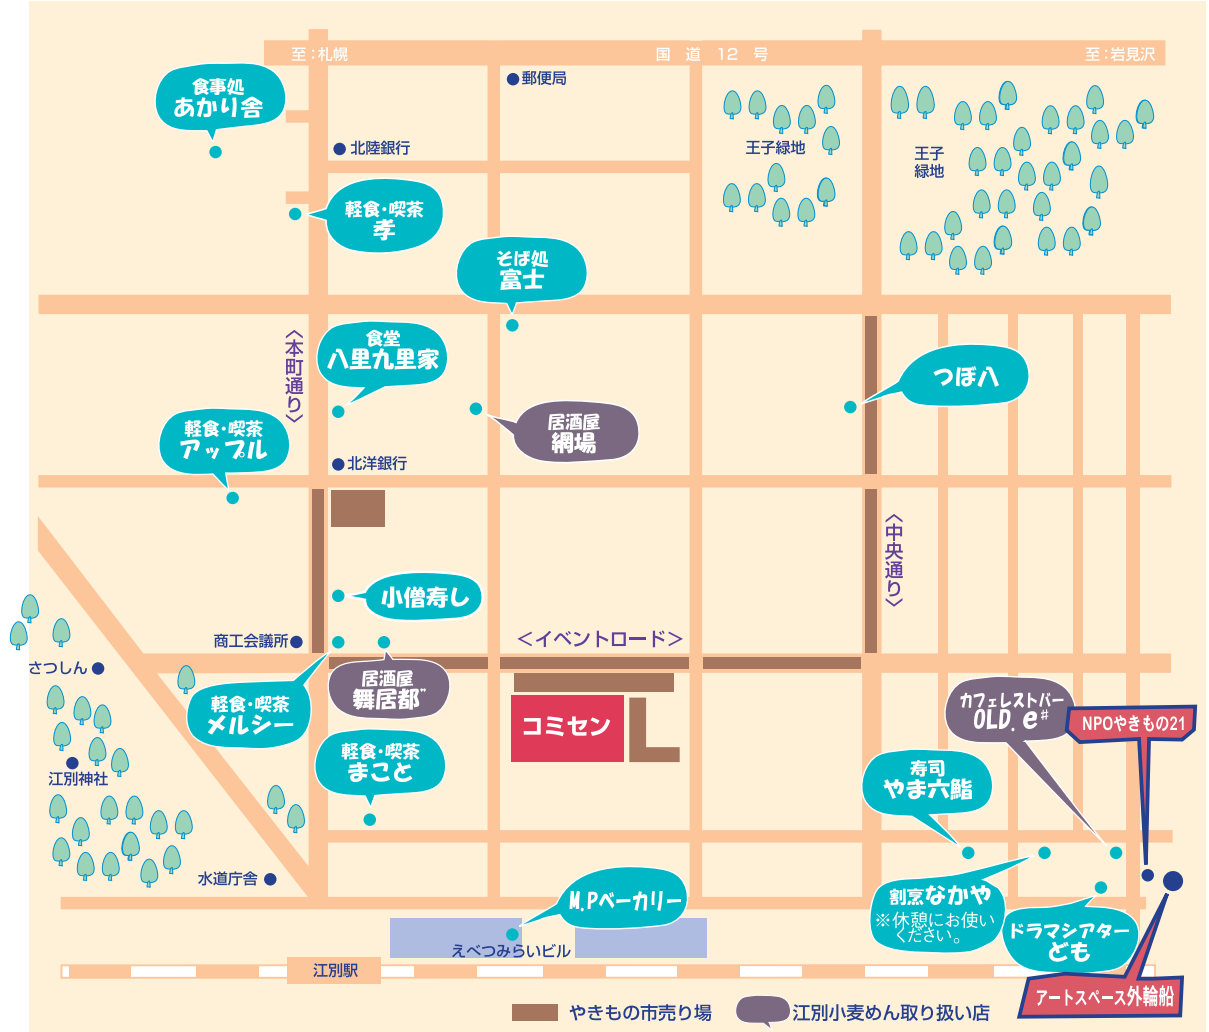 至：札幌
国 道 12 号
至：岩見沢
郵便局
食事処
あかり舎
北陸銀行
王子緑地
王子
緑地
軽食・喫茶
孝
そば処
富士
〈本町通り〉
食堂
八里九里家
つぼ八
居酒屋
網場
軽食・喫茶
アップル
北洋銀行
〈中央通り〉
小僧寿し
商工会議所
＜イベントロード＞
さつしん
居酒屋
舞居都¨
軽食・喫茶
メルシー
カフェレストバー
OLD. e♯
NPOやきもの21
コミセン
軽食・喫茶
まこと
江別神社
寿司
やま六鮨
水道庁舎
割烹なかや
※休憩にお使い
ください。
M.Pベーカリー
ドラマシアター
ども
えべつみらいビル
江別駅
アートスペース外輪船
やきもの市売り場
江別小麦めん取り扱い店